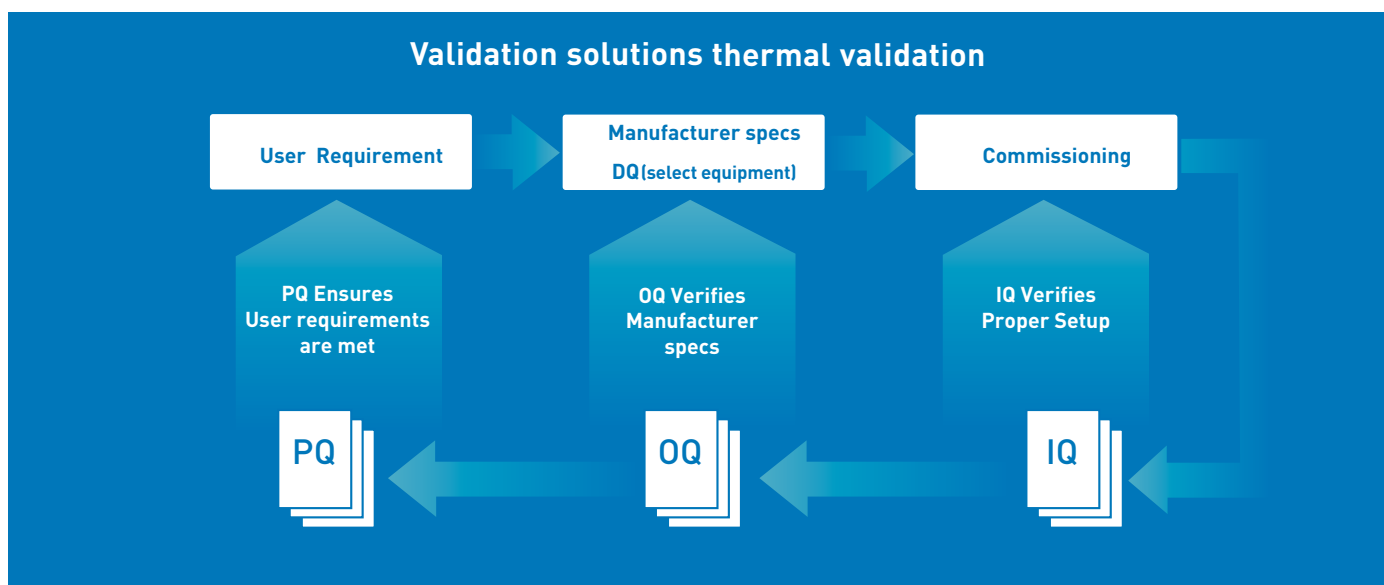 Validation solutions thermal validation
User Requirement
Manufacturer specs
DQ(select equipment)
Commissioning
PQ Ensures
User requirements
are met
OQ Verifies
Manufacturer
specs
IQ Verifies
Proper Setup
PQ
OQ
IQ